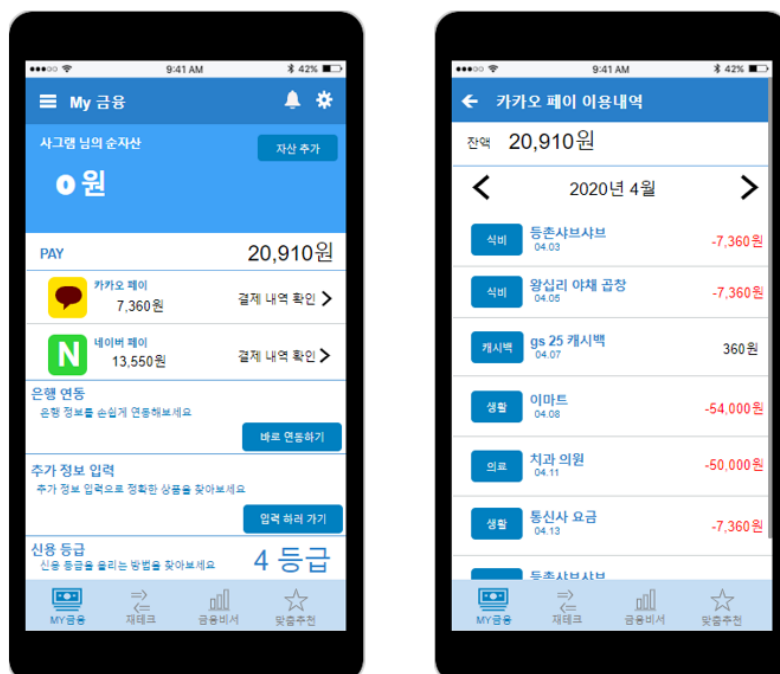 9:41 AM
42%
My 금융
사그램 님의 순자산
자산 추가
0원
PAY
20,910원
카카오 페이
7,360원
결제 내역 확인
N
네이버 페이
13,550원
결제 내역 확인
은행 연동
은행 정보를 손쉽게 연동해보세요
바로 연동하기
추가 정보 입력
추가 정보 입력으로 정확한 상품을 찾아보세요
입력 하러 가기
신용 등급
신용 등급을 올리는 방법을 찾아보세요
4 등급
MY금융
재테크
금융비서
맞춤추천
9:41 AM
42%
카카오 페이 이용내역
잔액 20,910원
2020년 4월
식비
등촌샤브샤브
04.03
-7,360원
식비
왕십리 야채 곱창
04.05
-7,360원
캐시백
gs 25 캐시백
04.07
360원
생활
이마트
04.08
-54,000원
의료
치과 의원
04.11
-50,000원
생활
통신사 요금
04.13
-7,360원
등촌샤브샤브
MY금융
재테크
금융비서
맞춤추천